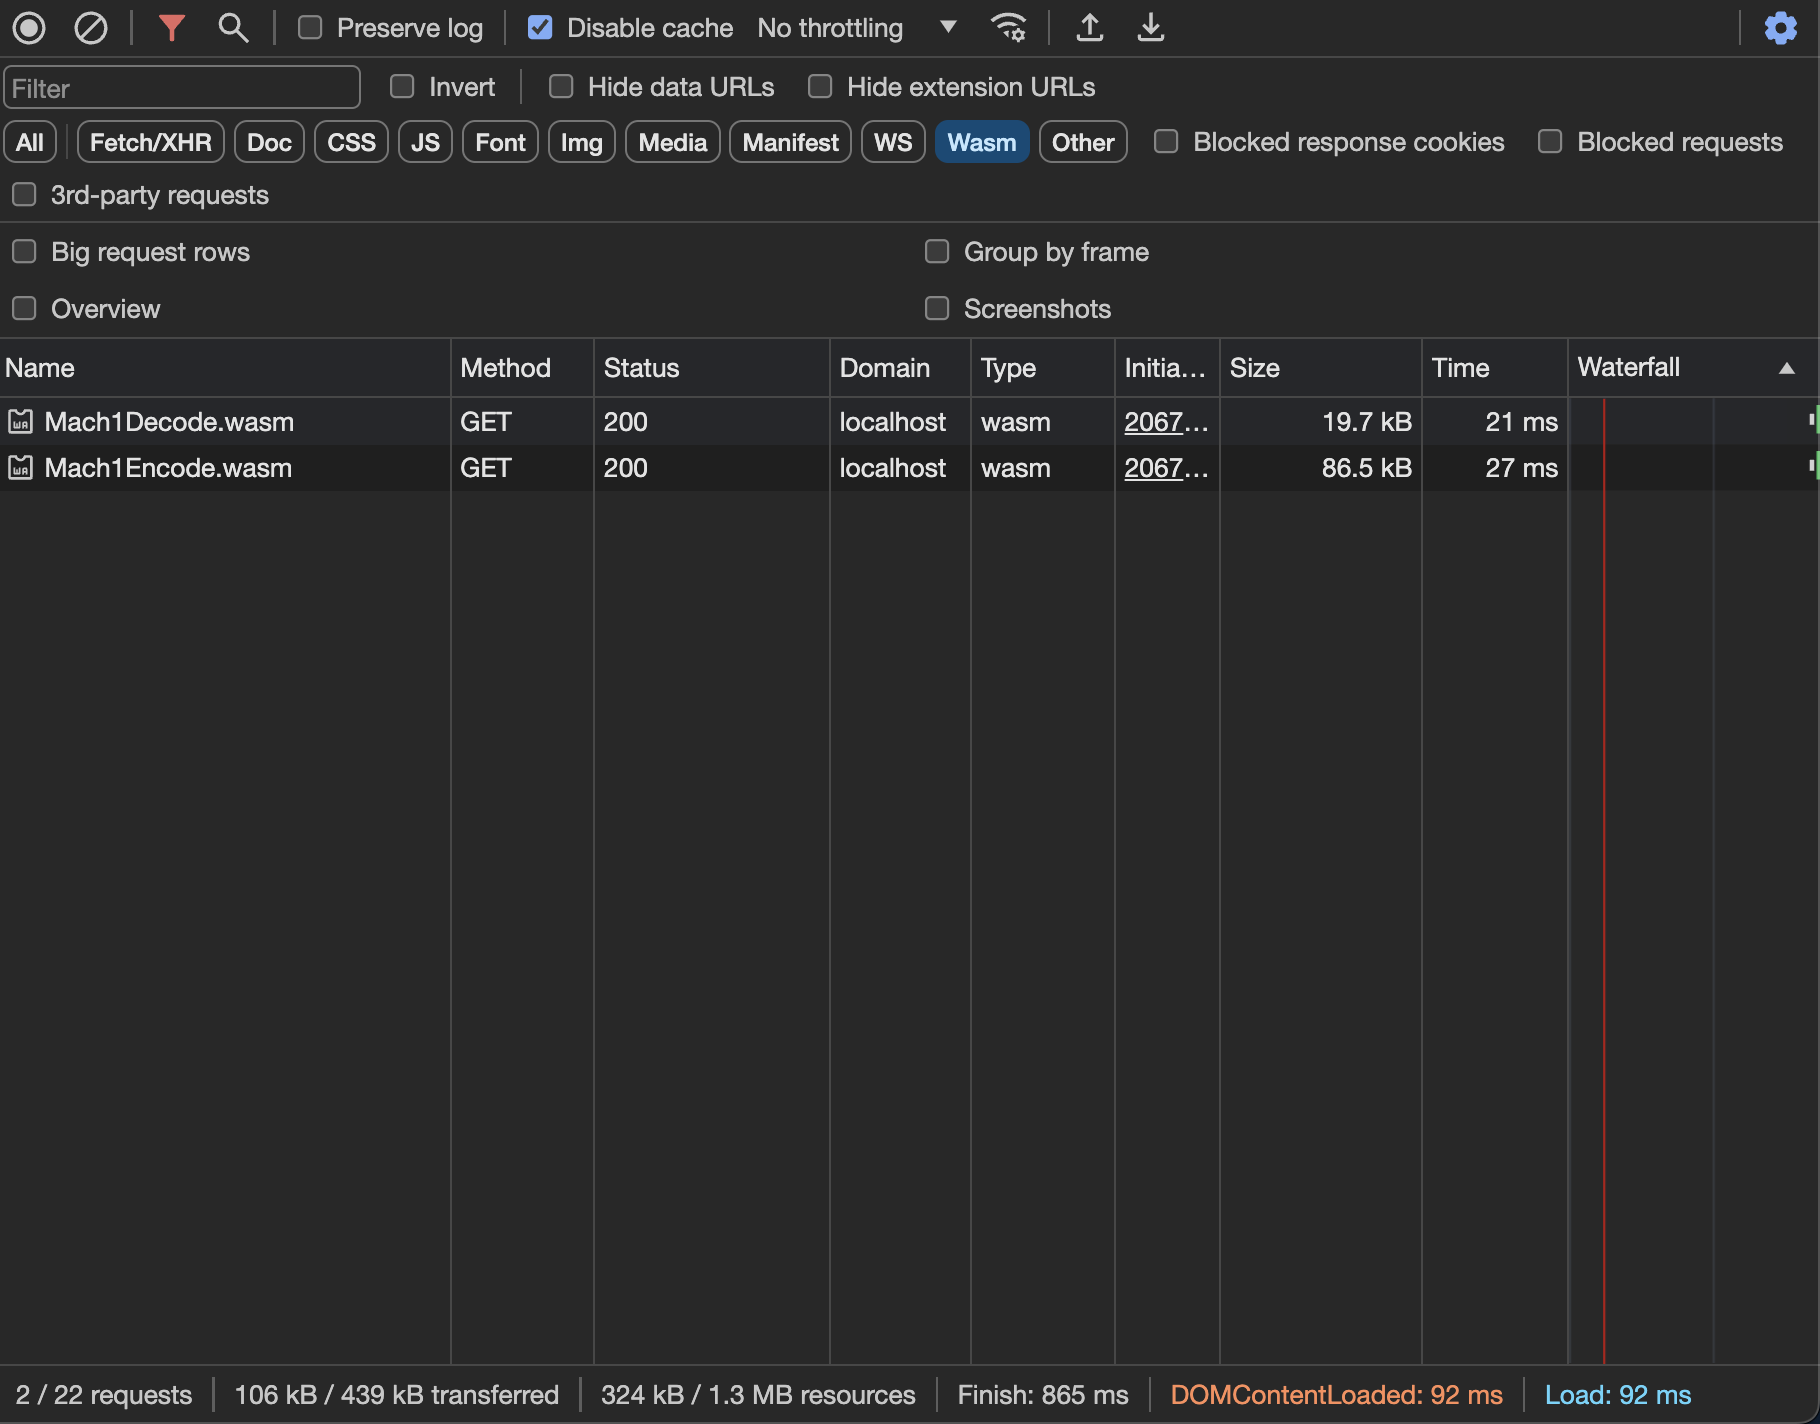 Preserve log Disable cache No throttling
Filter Invert Hide data URLs Hide extension URLs
All Fetch/XHR Doc CSS JS Font Img Media Manifest WS Wasm Other Blocked response cookies Blocked requests
3rd-party requests
Big request rows Group by frame
Overview Screenshots
Name Method Status Domain Type Initia... Size Time Waterfall
WA Mach1Decode.wasm GET 200 localhost wasm 2067... 19.7 kB 21 ms
WA Mach1Encode.wasm GET 200 localhost wasm 2067... 86.5 kB 27 ms
2 / 22 requests 106 kB / 439 kB transferred 324 kB / 1.3 MB resources Finish: 865 ms DOMContentLoaded: 92 ms Load: 92 ms